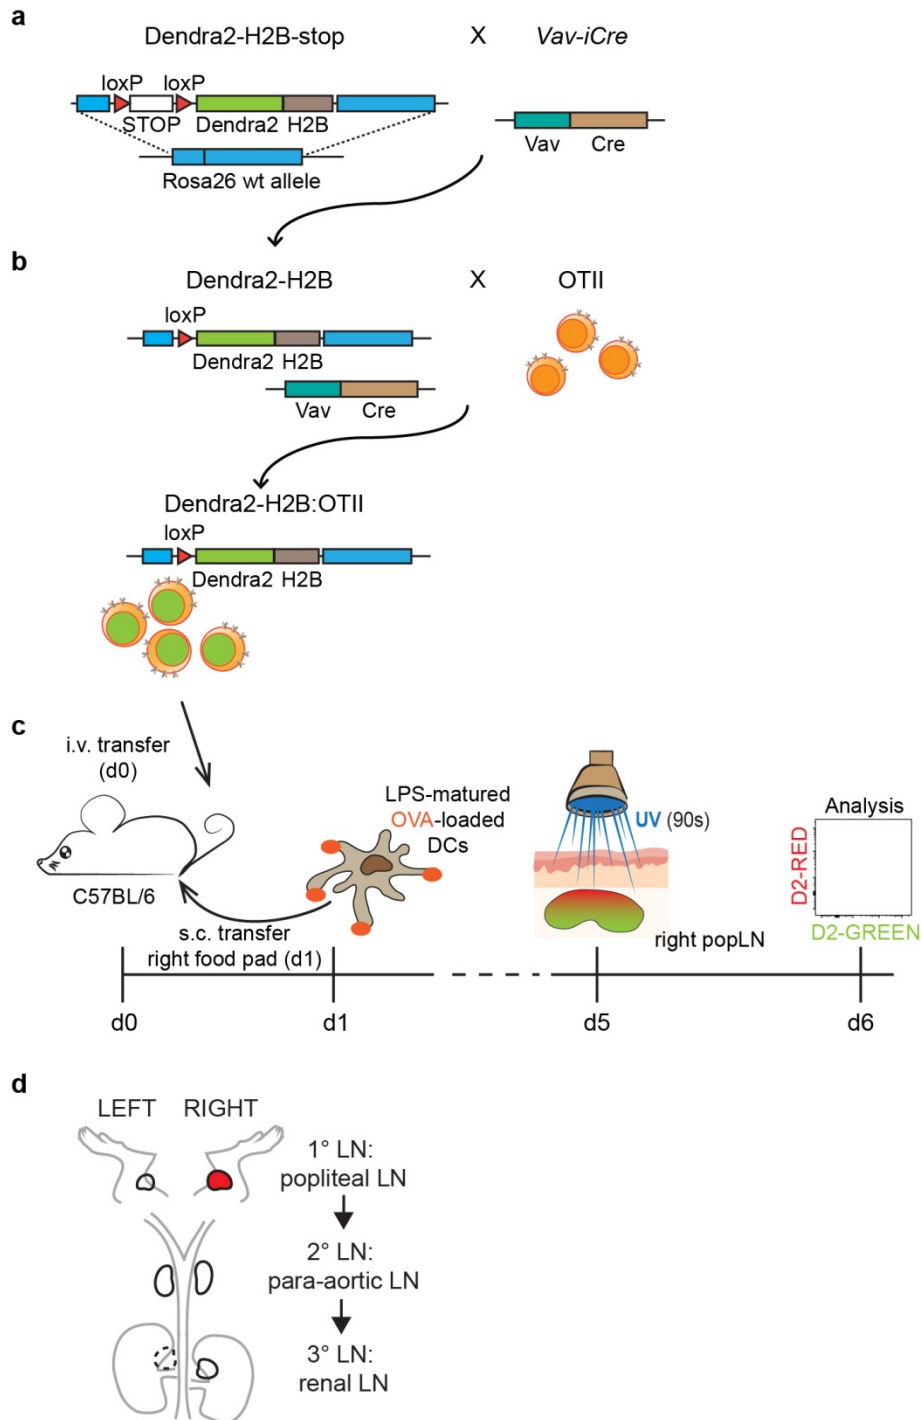 a
Dendra2-H2B-stop X Vav-iCre
loxP loxP
STOP Dendra2 H2B
Rosa26 wt allele
Vav Cre
b
Dendra2-H2B X OTII
loxP
Dendra2 H2B
Vav Cre
Dendra2-H2B:OTII
loxP
Dendra2 H2B
c
i.v. transfer
(d0)
C57BL/6
LPS-matured
OVA-loaded
DCs
s.c. transfer
right food pad (d1)
UV (90s)
right popLN
Analysis
D2-RED
D2-GREEN
d0 d1 d5 d6
d
LEFT RIGHT
1° LN:
popliteal LN
2° LN:
para-aortic LN
3° LN:
renal LN